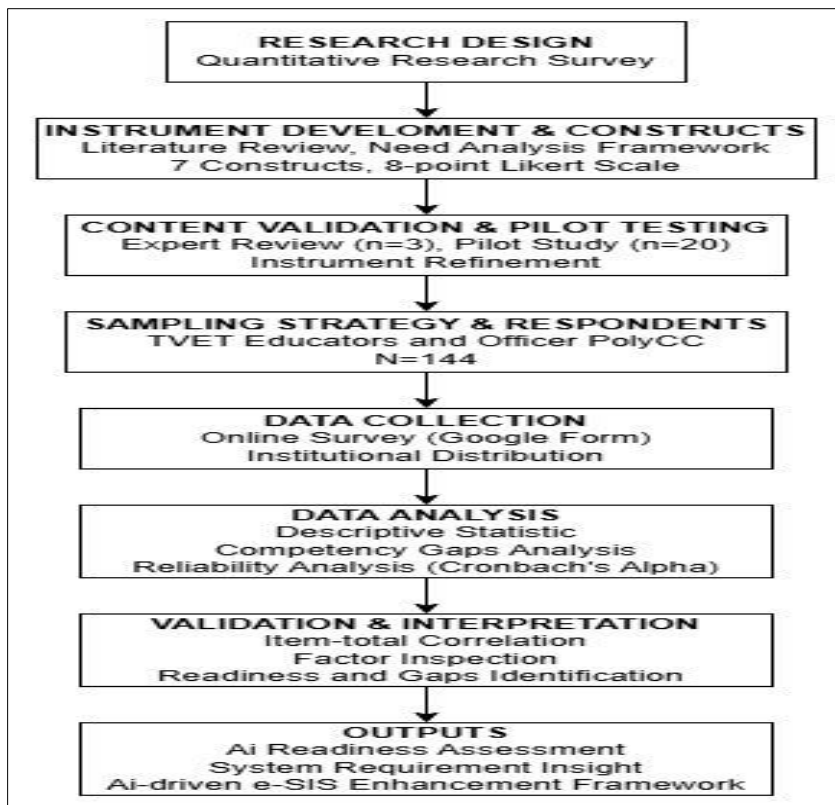 RESEARCH DESIGN
Quantitative Research Survey
INSTRUMENT DEVELOMENT & CONSTRUCTS
Literature Review, Need Analysis Framework
7 Constructs, 8-point Likert Scale
CONTENT VALIDATION & PILOT TESTING
Expert Review (n=3), Pilot Study (n=20)
Instrument Refinement
SAMPLING STRATEGY & RESPONDENTS
TVET Educators and Officer PolyCC
N=144
DATA COLLECTION
Online Survey (Google Form)
Institutional Distribution
DATA ANALYSIS
Descriptive Statistic
Competency Gaps Analysis
Reliability Analysis (Cronbach's Alpha)
VALIDATION & INTERPRETATION
Item-total Correlation
Factor Inspection
Readiness and Gaps Identification
OUTPUTS
Ai Readiness Assessment
System Requirement Insight
Ai-driven e-SIS Enhancement Framework